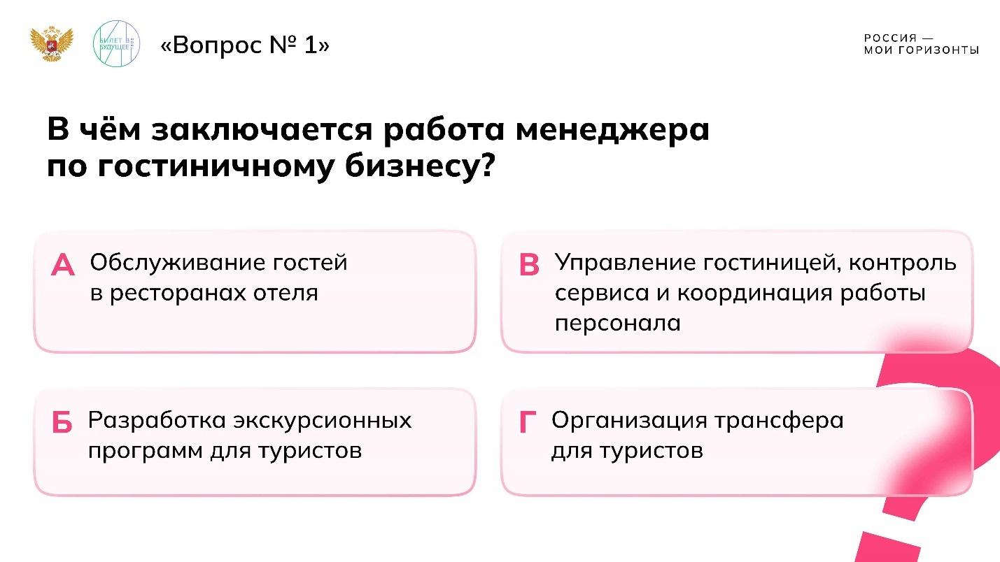 БИЛЕТ В
БУДУЩЕЕ
«Вопрос № 1»
РОССИЯ —
МОИ ГОРИЗОНТЫ
В чём заключается работа менеджера
по гостиничному бизнесу?
А Обслуживание гостей
в ресторанах отеля
Б Разработка экскурсионных
программ для туристов
В Управление гостиницей, контроль
сервиса и координация работы
персонала
Г Организация трансфера
для туристов